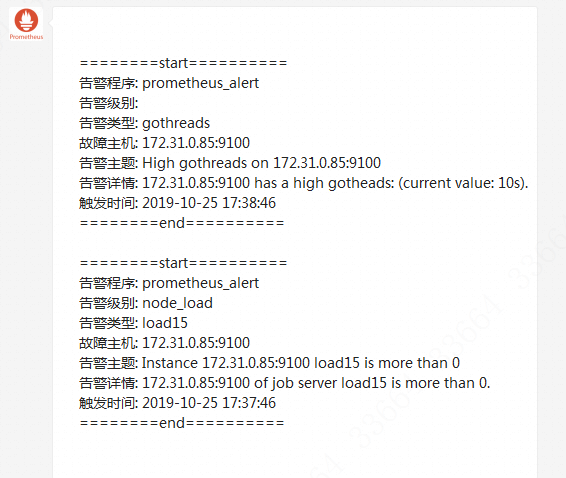 Prometheus
========start==========
告警程序: prometheus_alert
告警级别:
告警类型: gothreads
故障主机: 172.31.0.85:9100
告警主题: High gothreads on 172.31.0.85:9100
告警详情: 172.31.0.85:9100 has a high gotheads: (current value: 10s).
触发时间: 2019-10-25 17:38:46
========end==========
========start==========
告警程序: prometheus_alert
告警级别: node_load
告警类型: load15
故障主机: 172.31.0.85:9100
告警主题: Instance 172.31.0.85:9100 load15 is more than 0
告警详情: 172.31.0.85:9100 of job server load15 is more than 0.
触发时间: 2019-10-25 17:37:46
========end==========